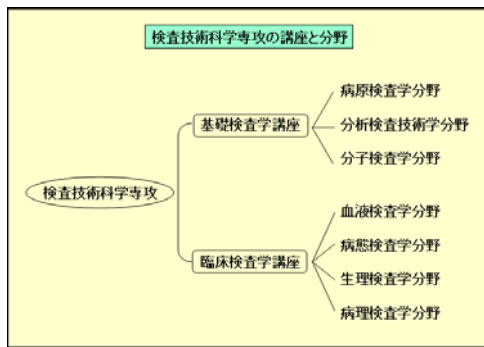 検査技術科学専攻の講座と分野
検査技術科学専攻
基礎検査学講座
病原検査学分野
分析検査技術学分野
分子検査学分野
臨床検査学講座
血液検査学分野
病態検査学分野
生理検査学分野
病理検査学分野